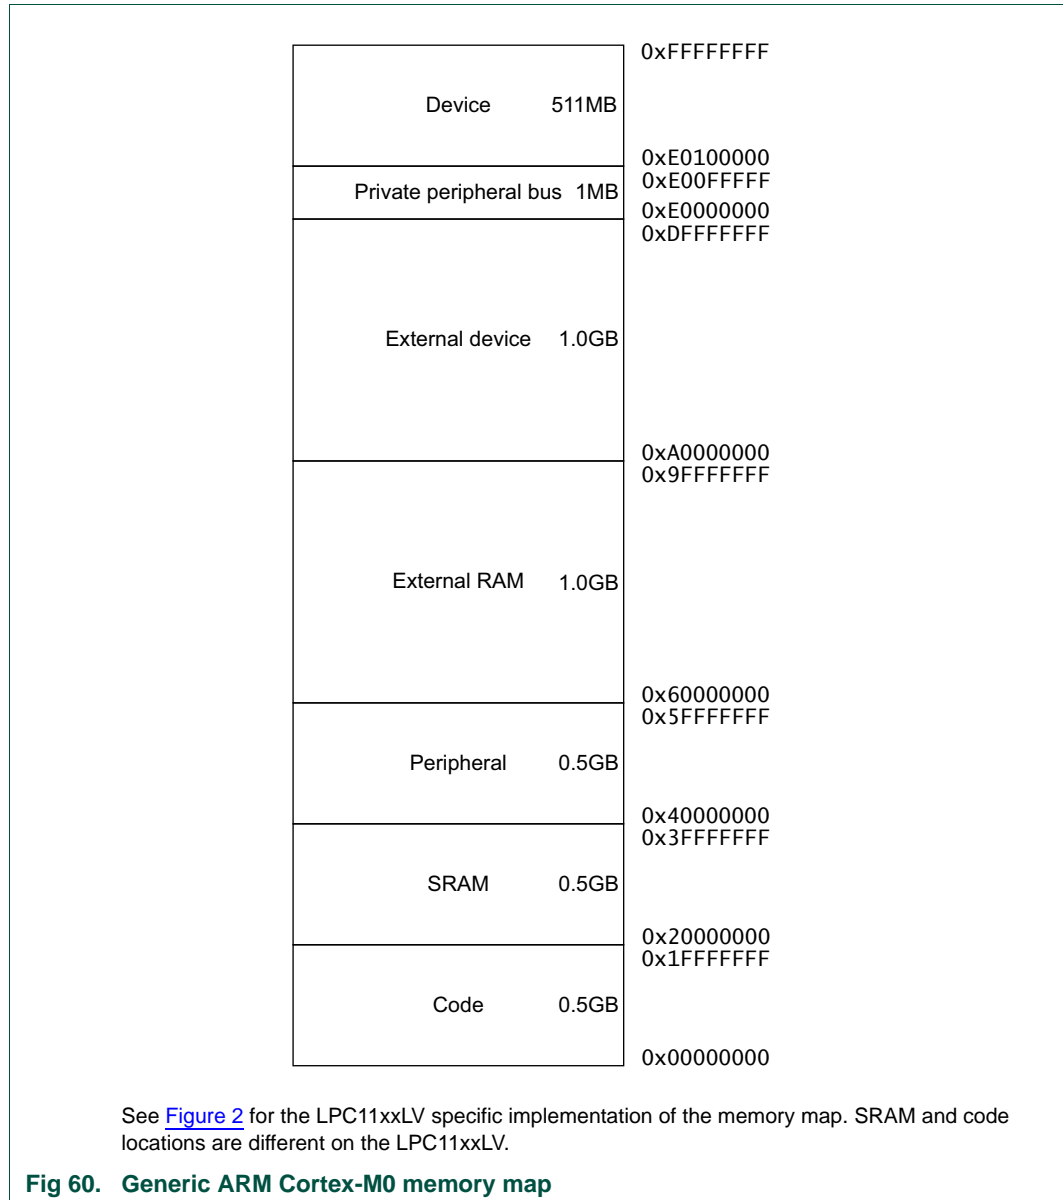 0xFFFFFFFF
Device 511MB
0xE0100000
0xE00FFFFF
Private peripheral bus 1MB
0xE0000000
0xDFFFFFFF
External device 1.0GB
0xA0000000
0x9FFFFFFF
External RAM 1.0GB
0x60000000
0x5FFFFFFF
Peripheral 0.5GB
0x40000000
0x3FFFFFFF
SRAM 0.5GB
0x20000000
0x1FFFFFFF
Code 0.5GB
0x00000000
See Figure 2 for the LPC11xxLV specific implementation of the memory map. SRAM and code
locations are different on the LPC11xxLV.
Fig 60. Generic ARM Cortex-M0 memory map